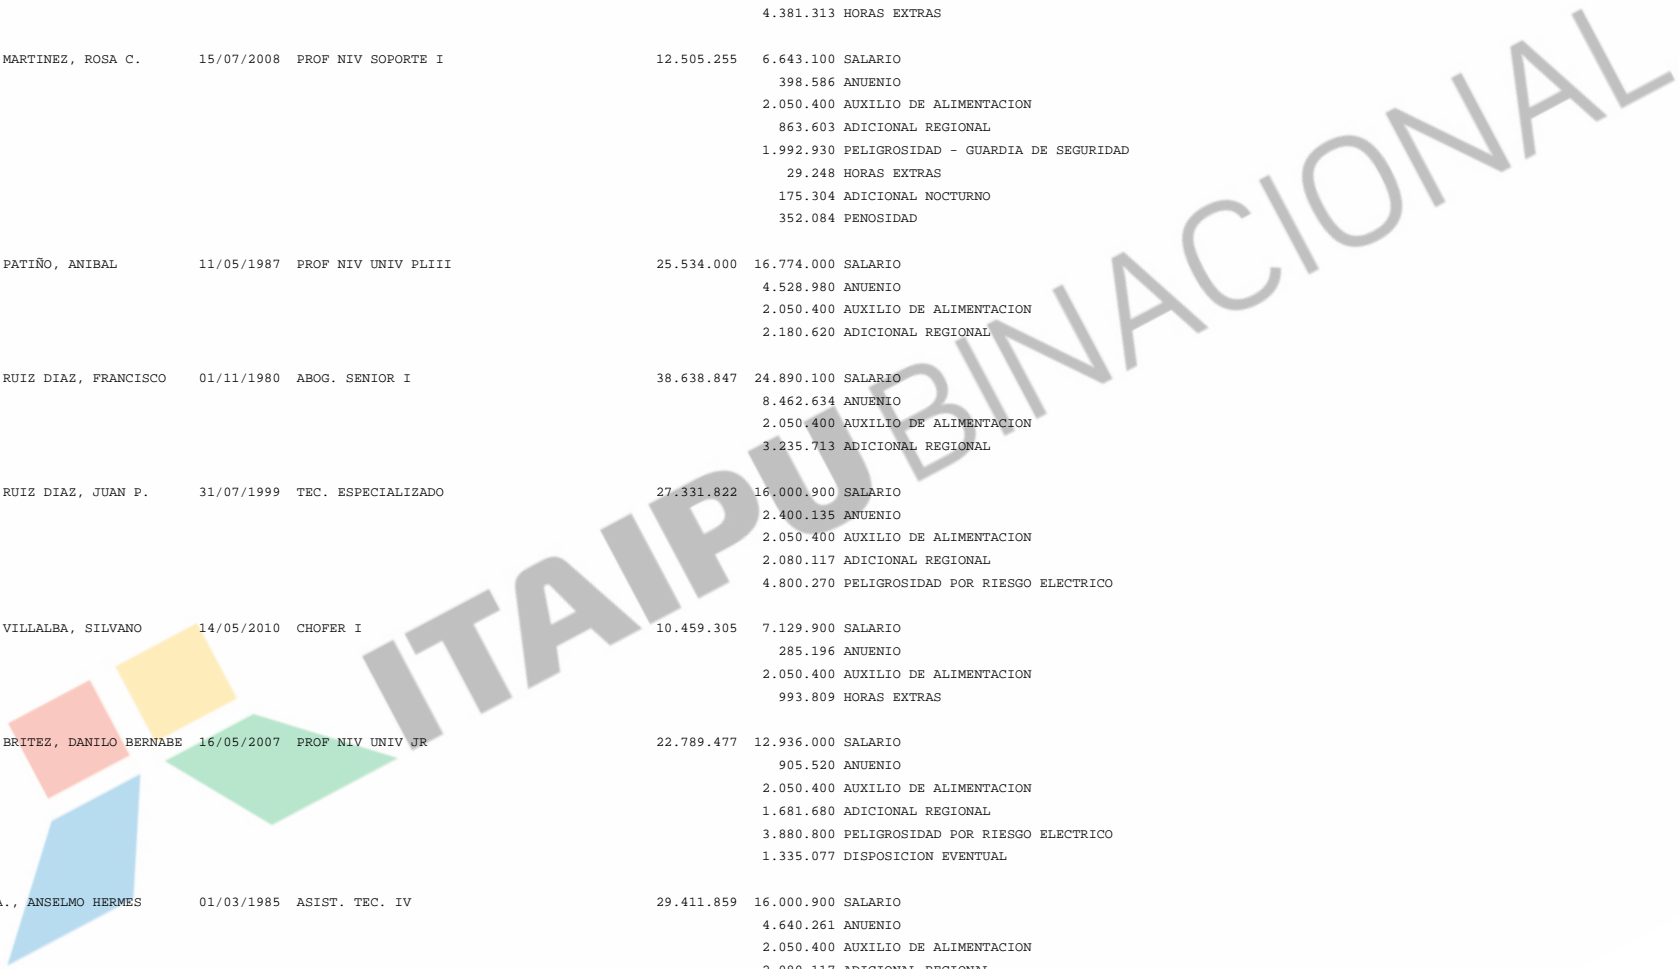 4.381.313 HORAS EXTRAS
MARTINEZ, ROSA C. 15/07/2008 PROF NIV SOPORTE I 12.505.255 6.643.100 SALARIO
398.586 ANUENIO
2.050.400 AUXILIO DE ALIMENTACION
863.603 ADICIONAL REGIONAL
1.992.930 PELIGROSIDAD - GUARDIA DE SEGURIDAD
29.248 HORAS EXTRAS
175.304 ADICIONAL NOCTURNO
352.084 PENOSIDAD
PATIÑO, ANIBAL 11/05/1987 PROF NIV UNIV PLIII 25.534.000 16.774.000 SALARIO
4.528.980 ANUENIO
2.050.400 AUXILIO DE ALIMENTACION
2.180.620 ADICIONAL REGIONAL
RUIZ DIAZ, FRANCISCO 01/11/1980 ABOG. SENIOR I 38.638.847 24.890.100 SALARIO
8.462.634 ANUENIO
2.050.400 AUXILIO DE ALIMENTACION
3.235.713 ADICIONAL REGIONAL
RUIZ DIAZ, JUAN P. 31/07/1999 TEC. ESPECIALIZADO 27.331.822 16.000.900 SALARIO
2.400.135 ANUENIO
2.050.400 AUXILIO DE ALIMENTACION
2.080.117 ADICIONAL REGIONAL
4.800.270 PELIGROSIDAD POR RIESGO ELECTRICO
VILLALBA, SILVANO 14/05/2010 CHOFER I 10.459.305 7.129.900 SALARIO
285.196 ANUENIO
2.050.400 AUXILIO DE ALIMENTACION
993.809 HORAS EXTRAS
BRITEZ, DANILO BERNABE 16/05/2007 PROF NIV UNIV JR 22.789.477 12.936.000 SALARIO
905.520 ANUENIO
2.050.400 AUXILIO DE ALIMENTACION
1.681.680 ADICIONAL REGIONAL
3.880.800 PELIGROSIDAD POR RIESGO ELECTRICO
1.335.077 DISPOSICION EVENTUAL
A., ANSELMO HERMES 01/03/1985 ASIST. TEC. IV 29.411.859 16.000.900 SALARIO
4.640.261 ANUENIO
2.050.400 AUXILIO DE ALIMENTACION
2.080.117 ADICIONAL REGIONAL
ITAIPU BINACIONAL